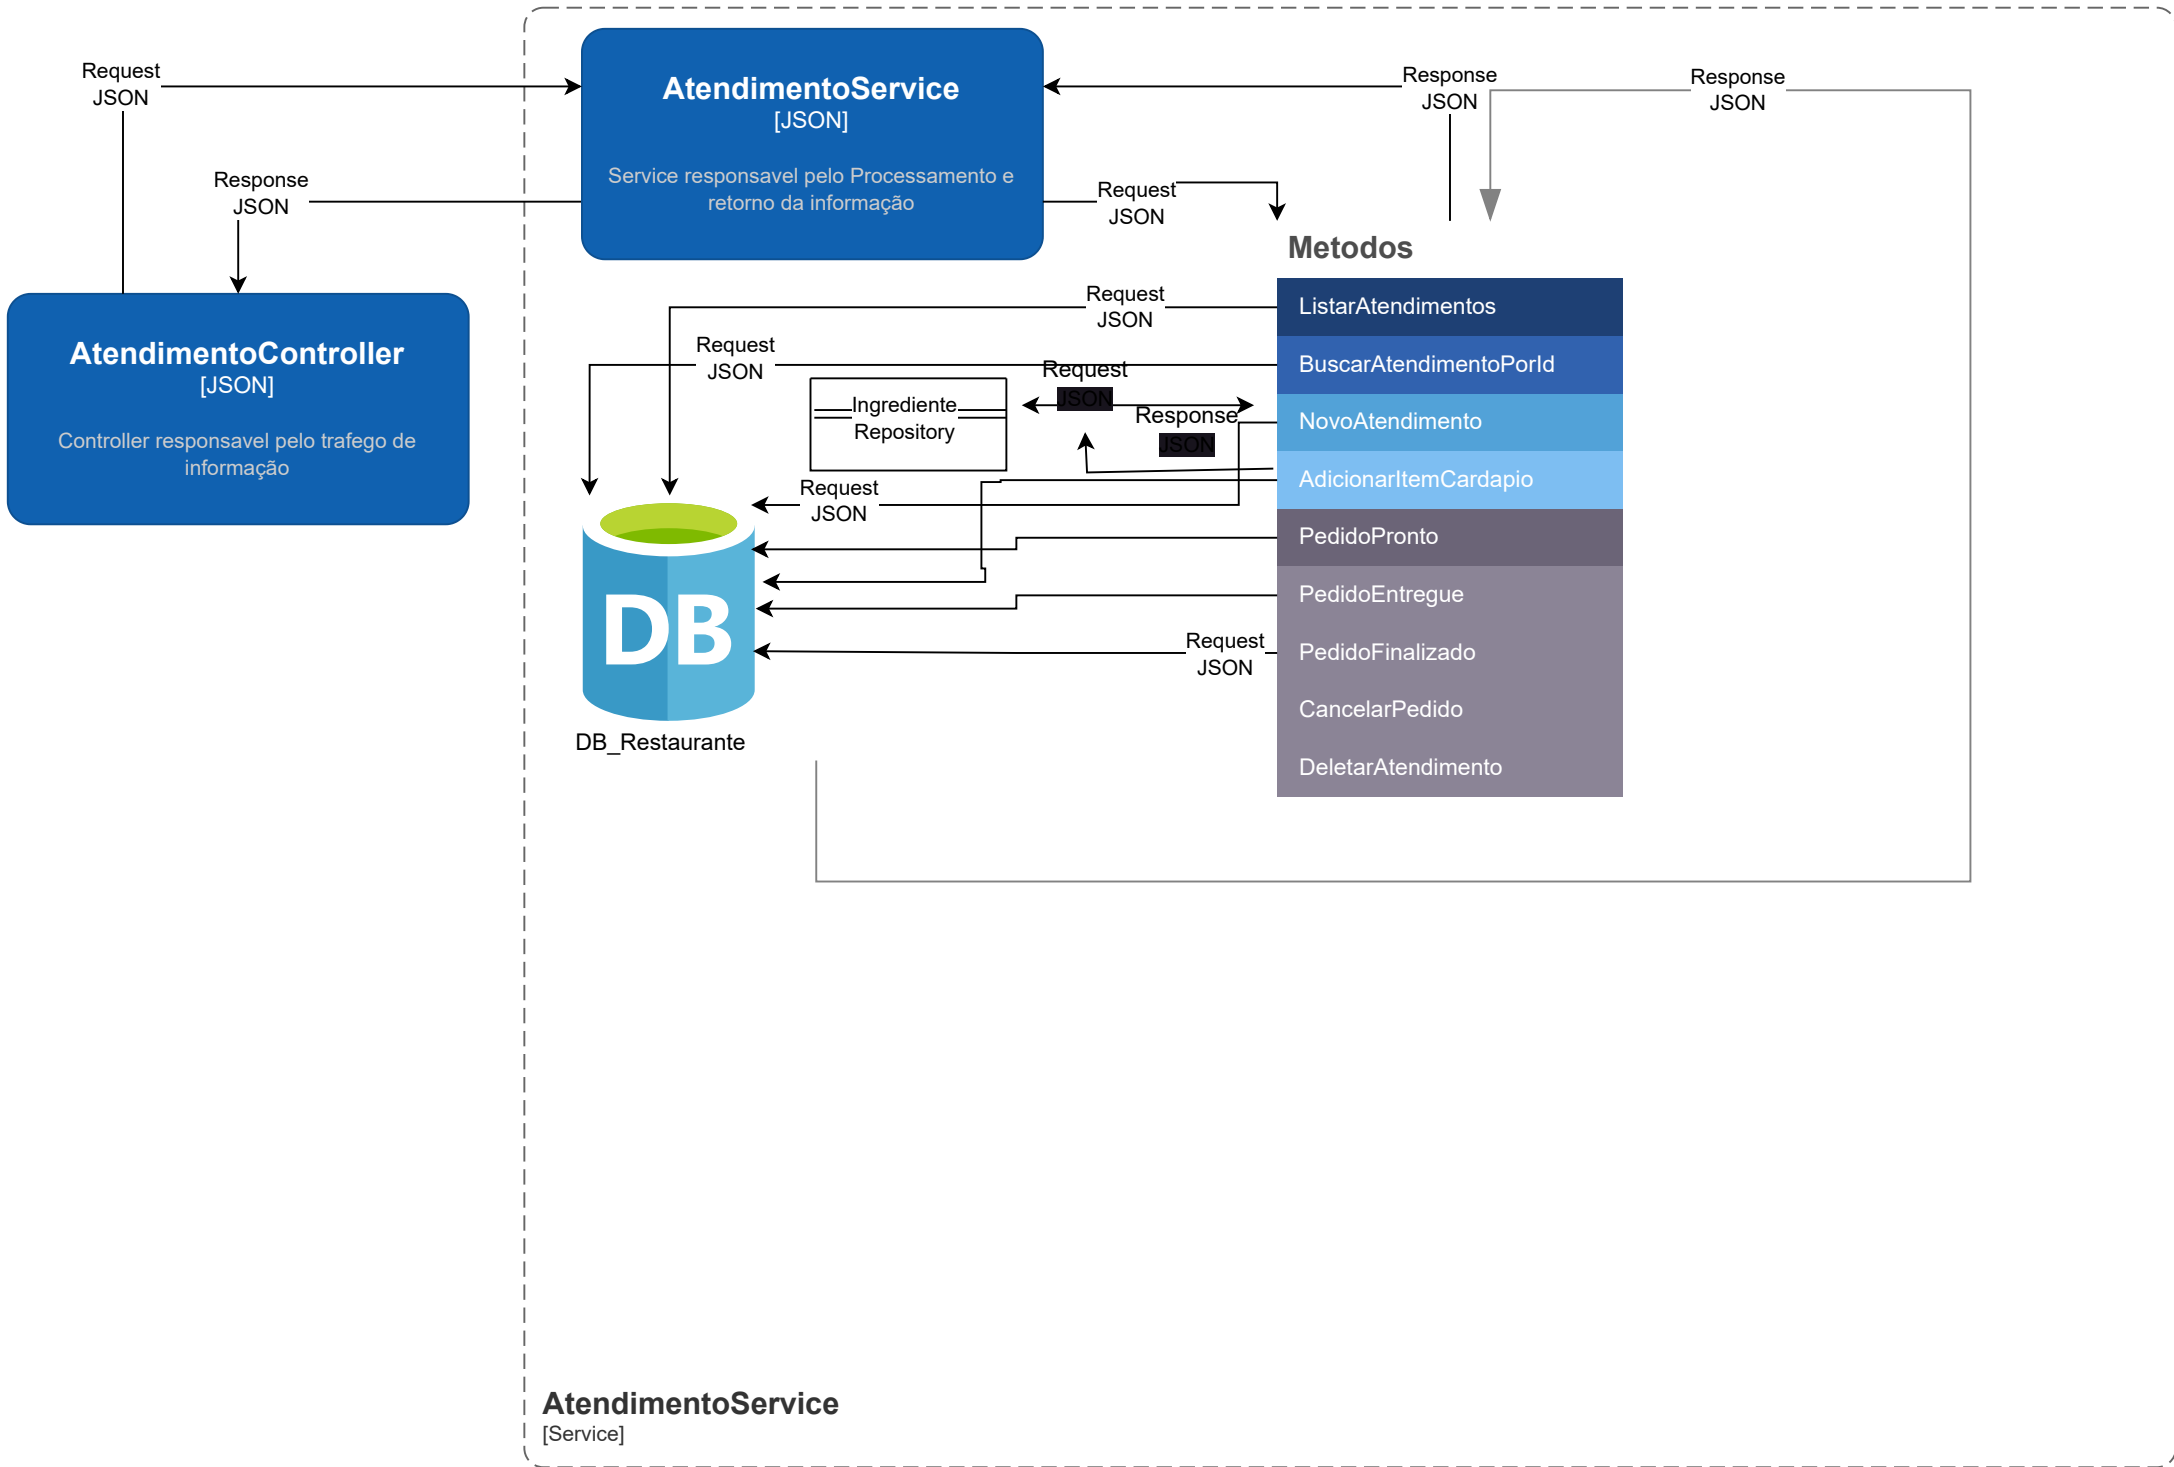 Request
JSON
AtendimentoService
[JSON]
Service responsavel pelo Processamento e
retorno da informação
Response
JSON
Response
JSON
Response
JSON
Request
JSON
AtendimentoController
[JSON]
Controller responsavel pelo trafego de
informação
Metodos
ListarAtendimentos
BuscarAtendimentoPorId
NovoAtendimento
AdicionarItemCardapio
PedidoPronto
PedidoEntregue
PedidoFinalizado
CancelarPedido
DeletarAtendimento
Request
JSON
Request
JSON
Request
JSON
Response
JSON
Ingrediente
Repository
Request
JSON
Request
JSON
DB
DB_Restaurante
AtendimentoService
[Service]